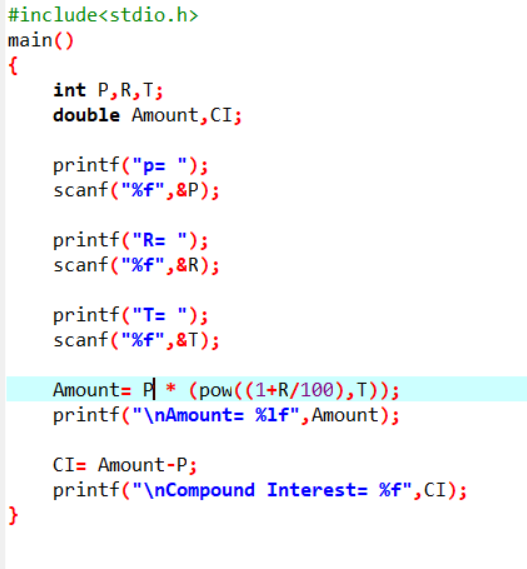 #include<stdio.h>
main()
{
    int P,R,T;
    double Amount,CI;

    printf("p= ");
    scanf("%f",&P);

    printf("R= ");
    scanf("%f",&R);

    printf("T= ");
    scanf("%f",&T);

    Amount= P * (pow((1+R/100),T));
    printf("\nAmount= %lf",Amount);

    CI= Amount-P;
    printf("\nCompound Interest= %f",CI);
}